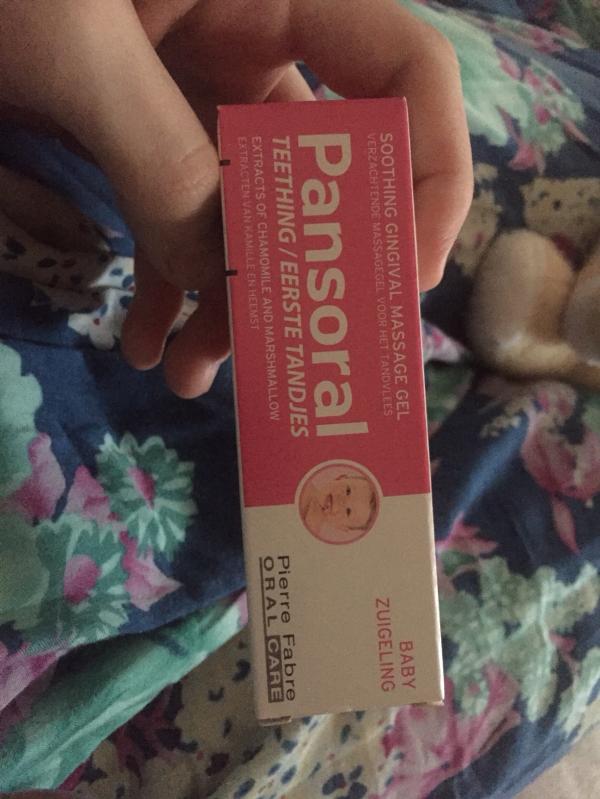 SOOTHING GINGIVAL MASSAGE GEL
VERZACHTENDE MASSAGEGEL VOOR HET TANDVLEES
Pansoral
TEETHING / EERSTE TANDJES
EXTRACTS OF CHAMOMILE AND MARSHMALLOW
EXTRACTEN VAN KAMILLE EN HEEMST
BABY
ZUIGELING
Pierre Fabre
ORAL CARE